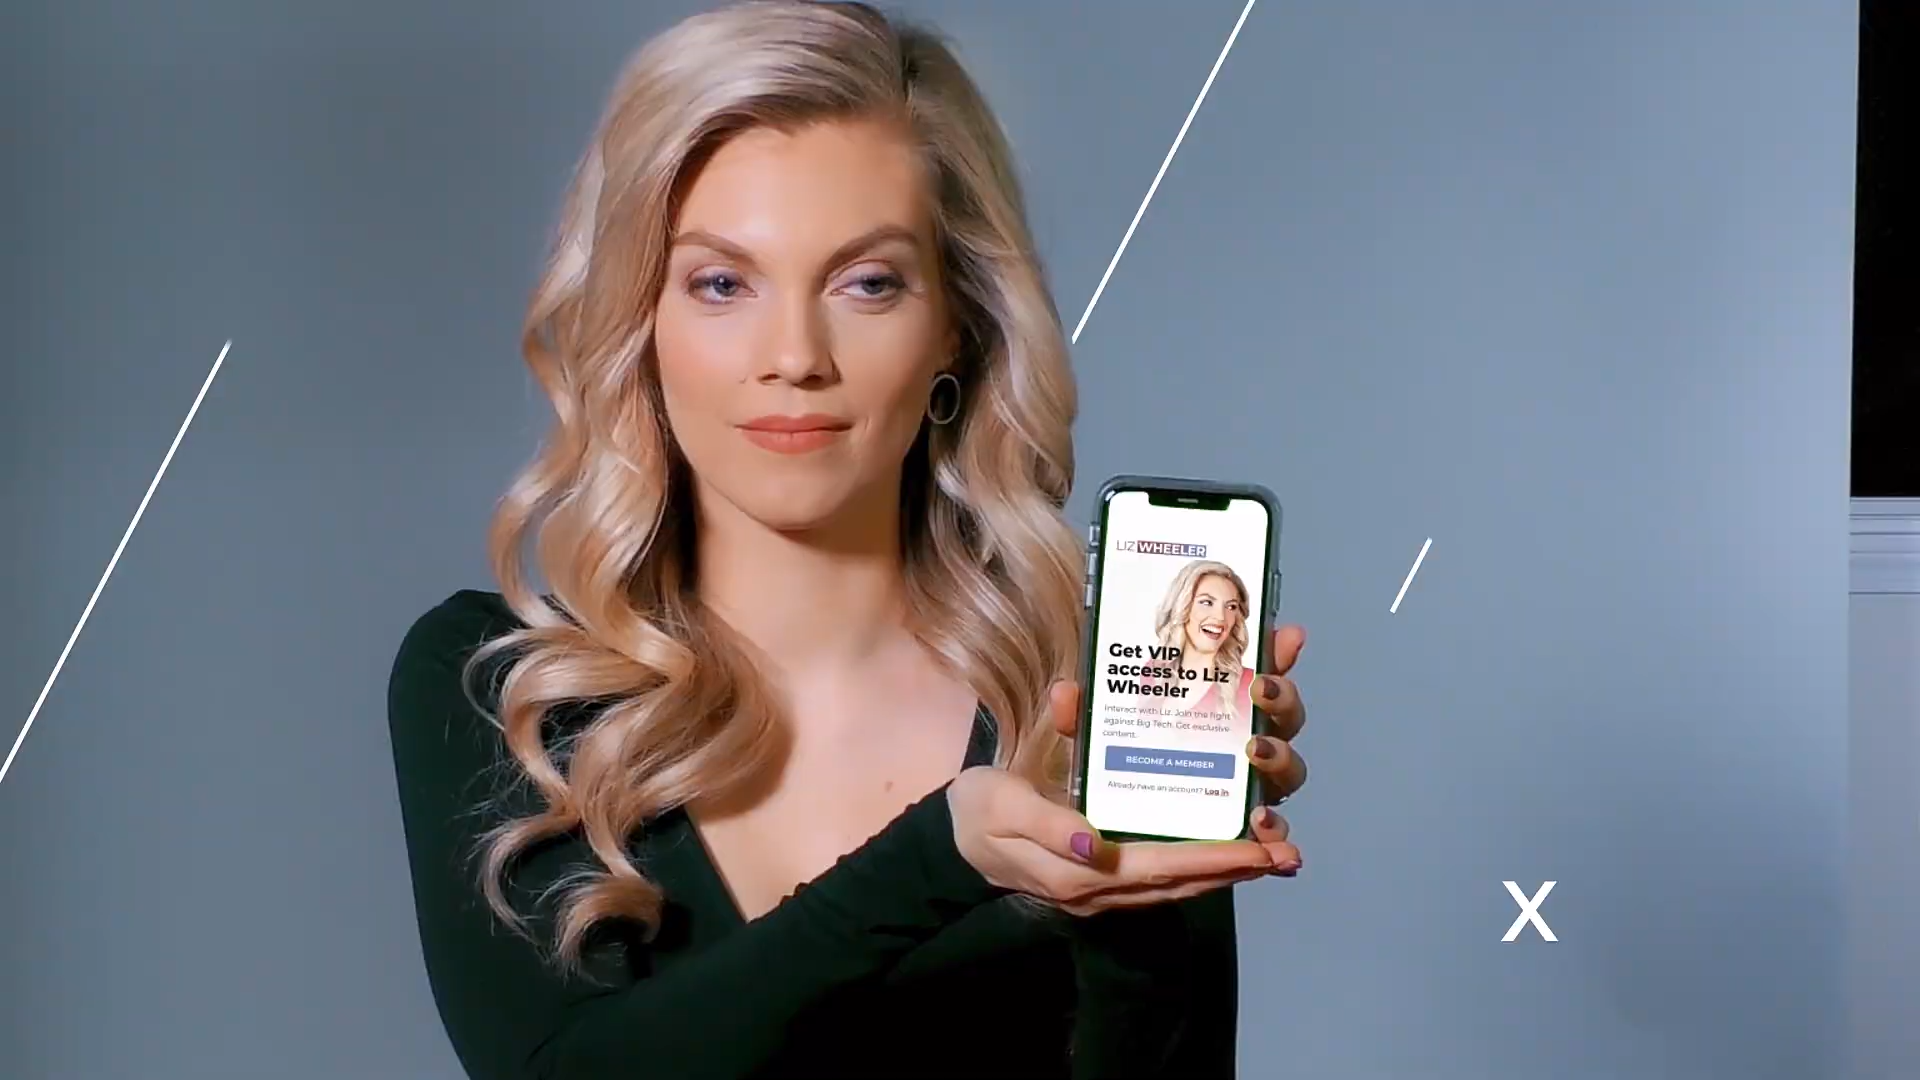 LIZ WHEELER
Get VIP
access to Liz
Wheeler
Interact with Liz. Join the fight
against Big Tech. Get exclusive
content.
BECOME A MEMBER
Already have an account? Log in
X